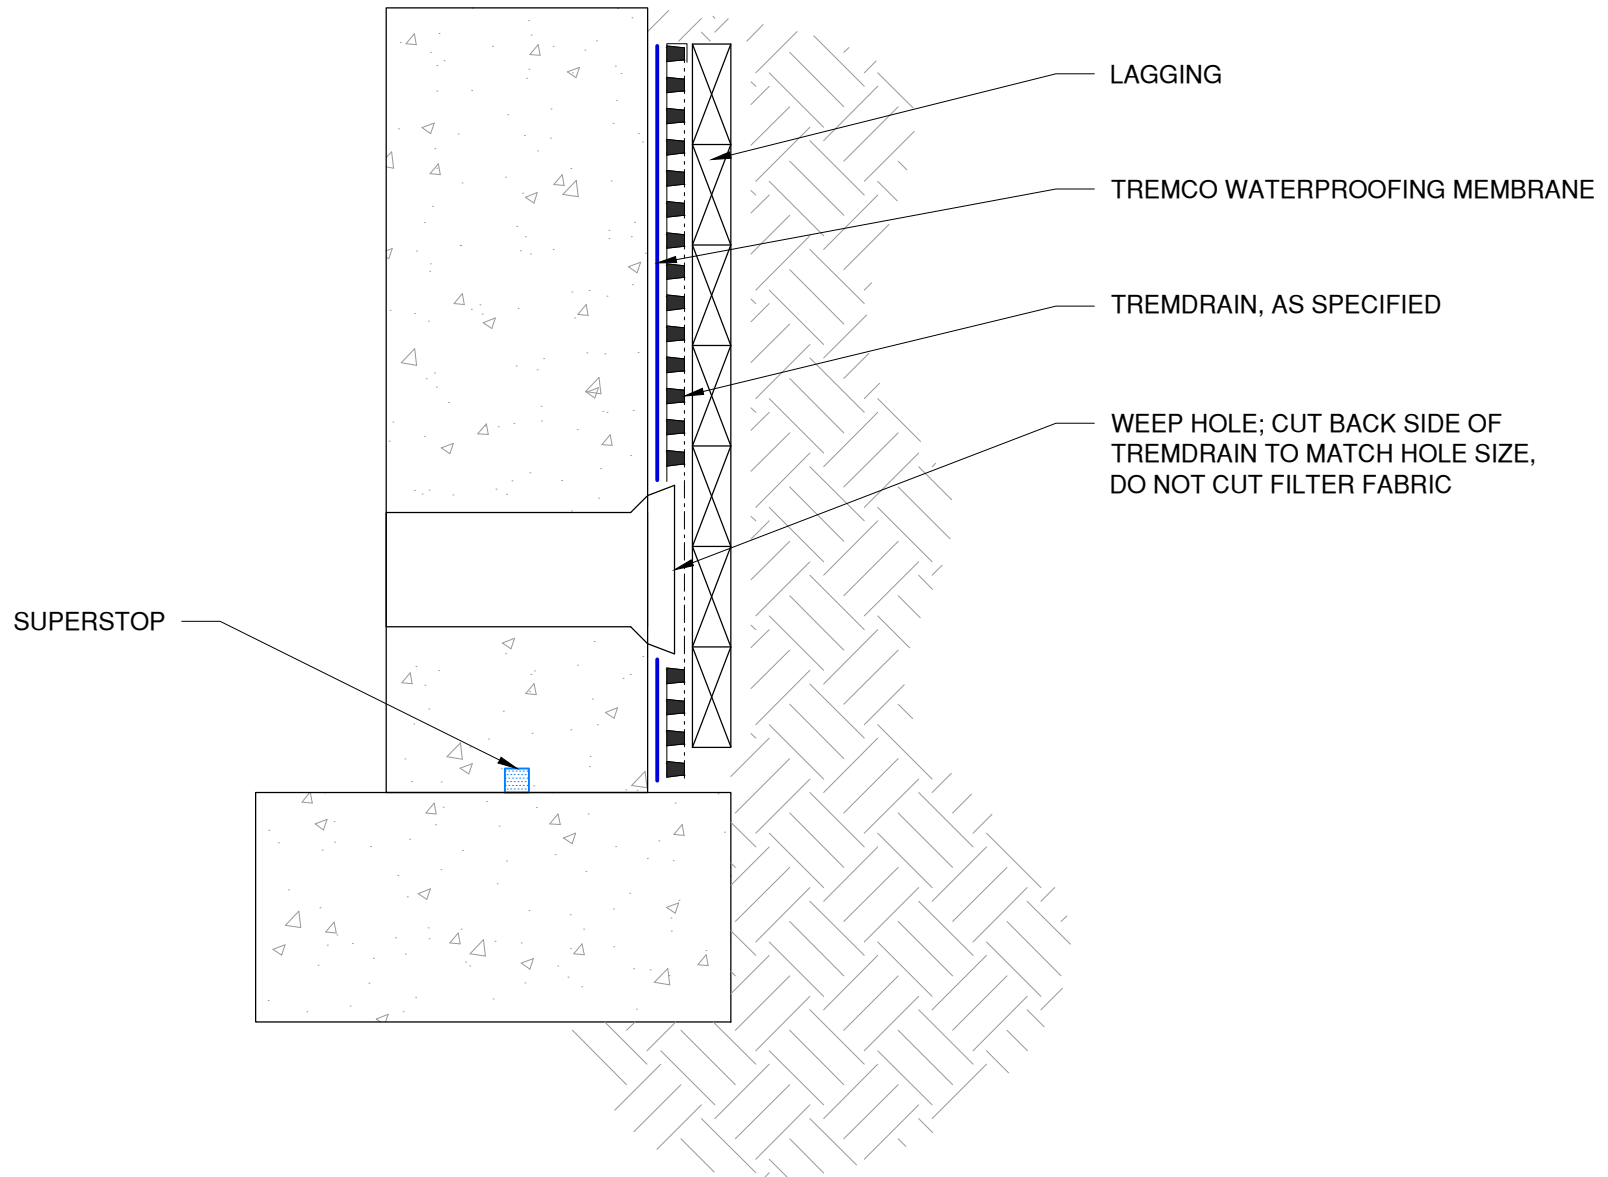 LAGGING
TREMCO WATERPROOFING MEMBRANE
TREMDRAIN, AS SPECIFIED
WEEP HOLE; CUT BACK SIDE OF
TREMDRAIN TO MATCH HOLE SIZE,
DO NOT CUT FILTER FABRIC
SUPERSTOP